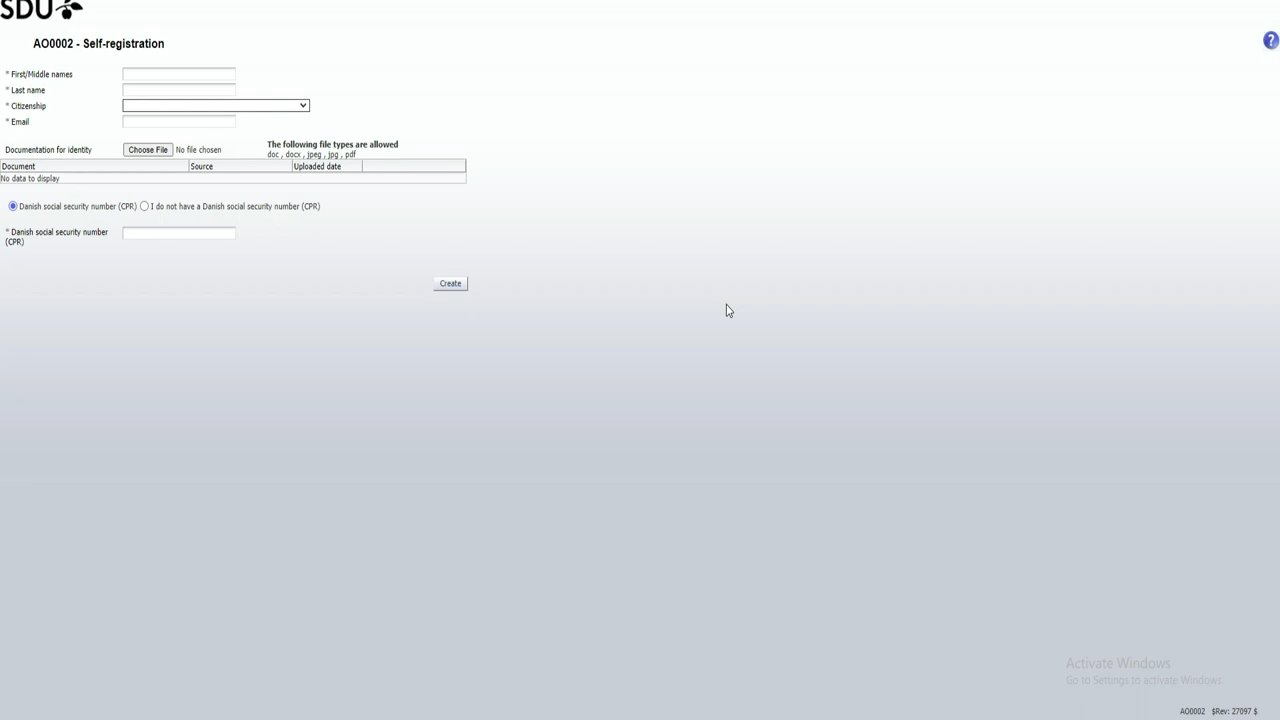 SDU
AO0002 - Self-registration
?
* First/Middle names
* Last name
* Citizenship
* Email
Documentation for identity Choose File No file chosen The following file types are allowed
doc , docx , jpeg , jpg , pdf
Document Source Uploaded date
No data to display
Danish social security number (CPR) I do not have a Danish social security number (CPR)
* Danish social security number
(CPR)
Create
Activate Windows
Go to Settings to activate Windows.
AO0002 $Rev: 27097 $